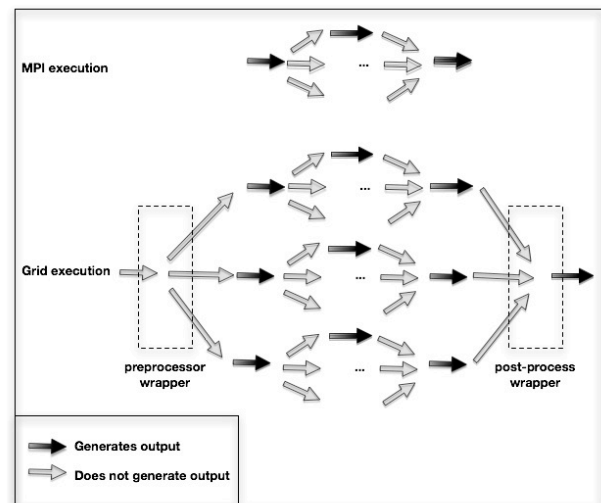 MPI execution
...
...
Grid execution
...
...
preprocessor
wrapper
post-process
wrapper
Generates output
Does not generate output